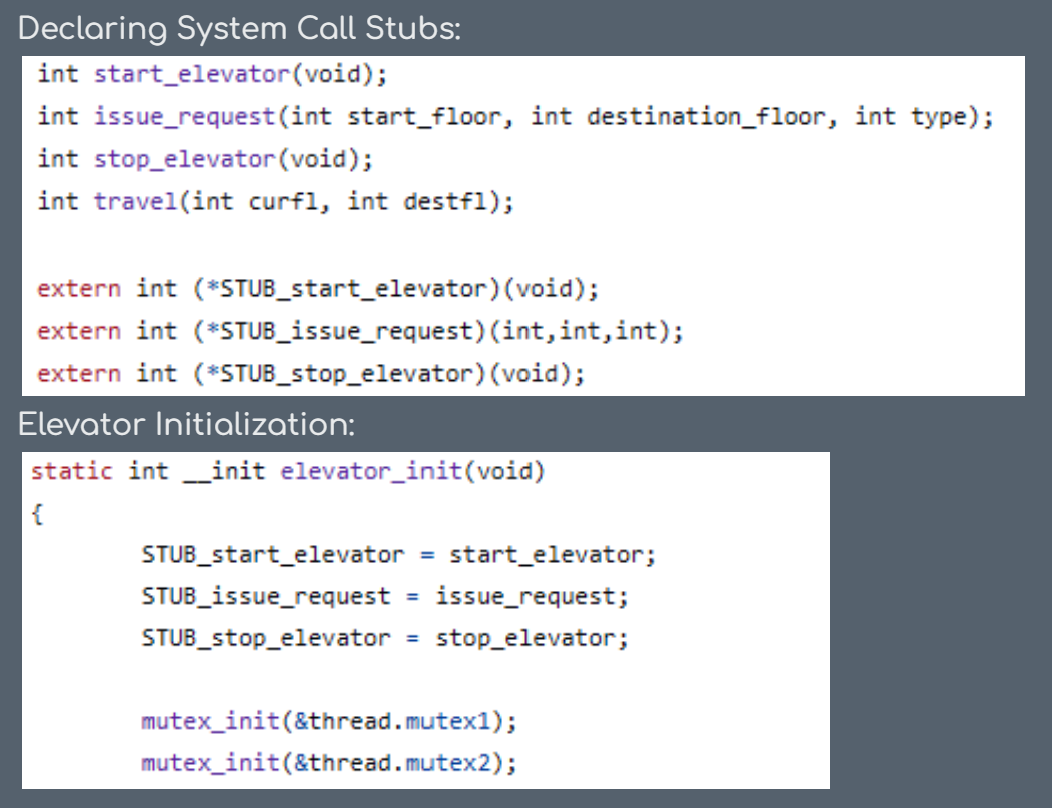 Declaring System Call Stubs:
int start_elevator(void);
int issue_request(int start_floor, int destination_floor, int type);
int stop_elevator(void);
int travel(int curfl, int destfl);
extern int (*STUB_start_elevator)(void);
extern int (*STUB_issue_request)(int,int,int);
extern int (*STUB_stop_elevator)(void);
Elevator Initialization:
static int __init elevator_init(void)
{
STUB_start_elevator = start_elevator;
STUB_issue_request = issue_request;
STUB_stop_elevator = stop_elevator;
mutex_init(&thread.mutex1);
mutex_init(&thread.mutex2);